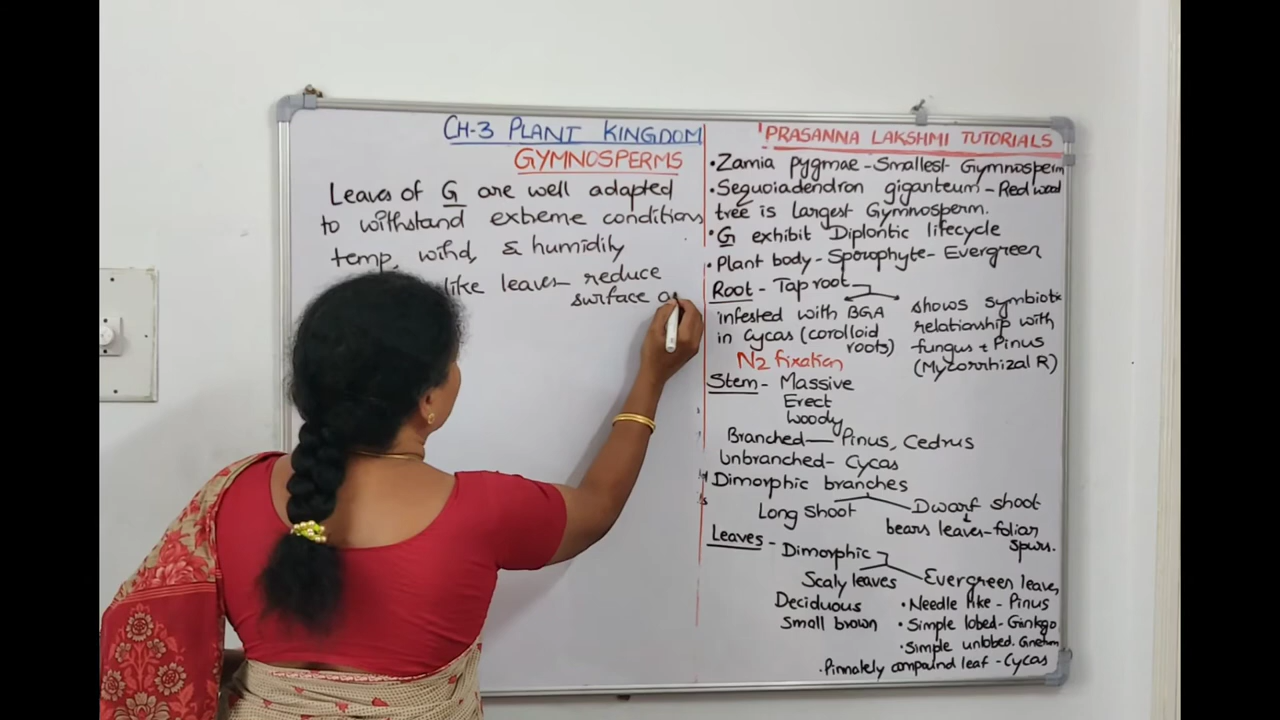 CH-3 PLANT KINGDOM
GYMNOSPERMS
Leaves of G are well adapted
to withstand extreme conditions
temp, wind, & humidity
like leaves reduce
surface
PRASANNA LAKSHMI TUTORIALS
• Zamia pygmae - Smallest Gymnosperm
• Sequoiadendron giganteum - Red wood
tree is largest Gymnosperm.
• G exhibit Diplontic lifecycle
• Plant body - Sporophyte - Evergreen
Root - Tap root
infested with BGA
in Cycas (corolloid
roots)
N2 fixation
shows symbiotic
relationship with
fungus + Pinus
(Mycorrhizal R)
Stem - Massive
Erect
Woody
Branched — Pinus, Cedrus
Unbranched - Cycas
Dimorphic branches
Long Shoot
Dwarf shoot
bears leaves - foliar
spurs.
Leaves - Dimorphic
Scaly leaves
Deciduous
Small brown
Evergreen leaves
• Needle like - Pinus
• Simple lobed - Ginkgo
• Simple unlobed. Gnetum
• Pinnately compound leaf - Cycas